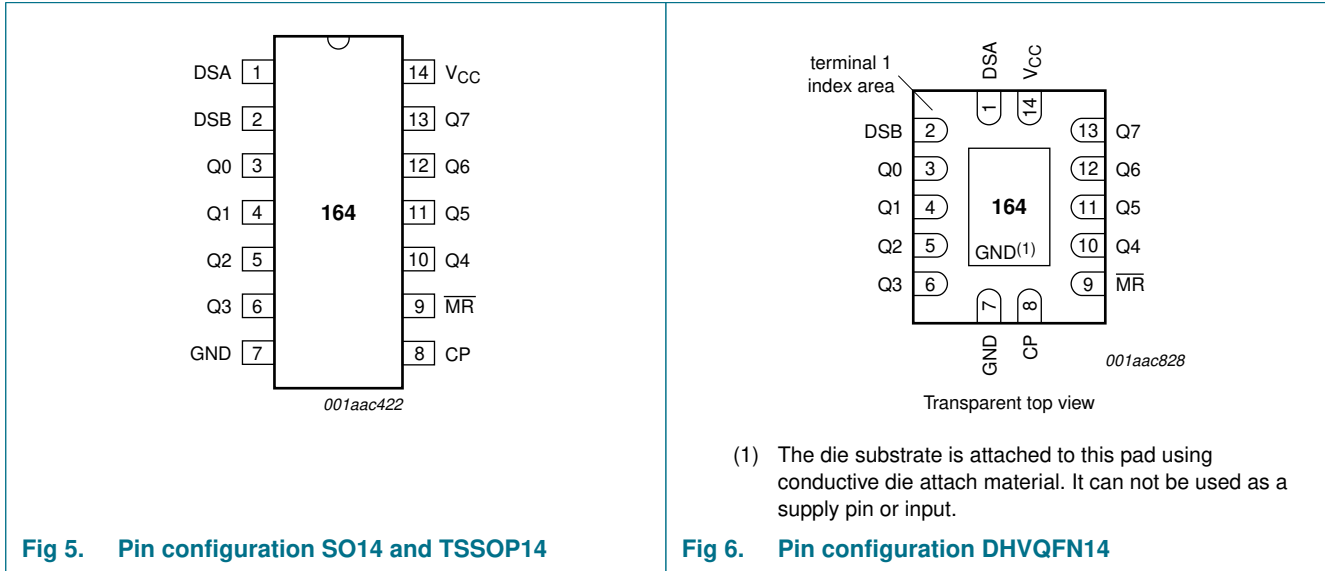 DSA 1 14 VCC
DSB 2 13 Q7
Q0 3 12 Q6
Q1 4 164 11 Q5
Q2 5 10 Q4
Q3 6 9 M̅R̅
GND 7 8 CP
001aac422
Fig 5. Pin configuration SO14 and TSSOP14
terminal 1
index area
DSA VCC
1 14
DSB 2 13 Q7
Q0 3 12 Q6
Q1 4 164 11 Q5
Q2 5 GND(1) 10 Q4
Q3 6 9 M̅R̅
7 8
GND CP
001aac828
Transparent top view
(1) The die substrate is attached to this pad using
conductive die attach material. It can not be used as a
supply pin or input.
Fig 6. Pin configuration DHVQFN14